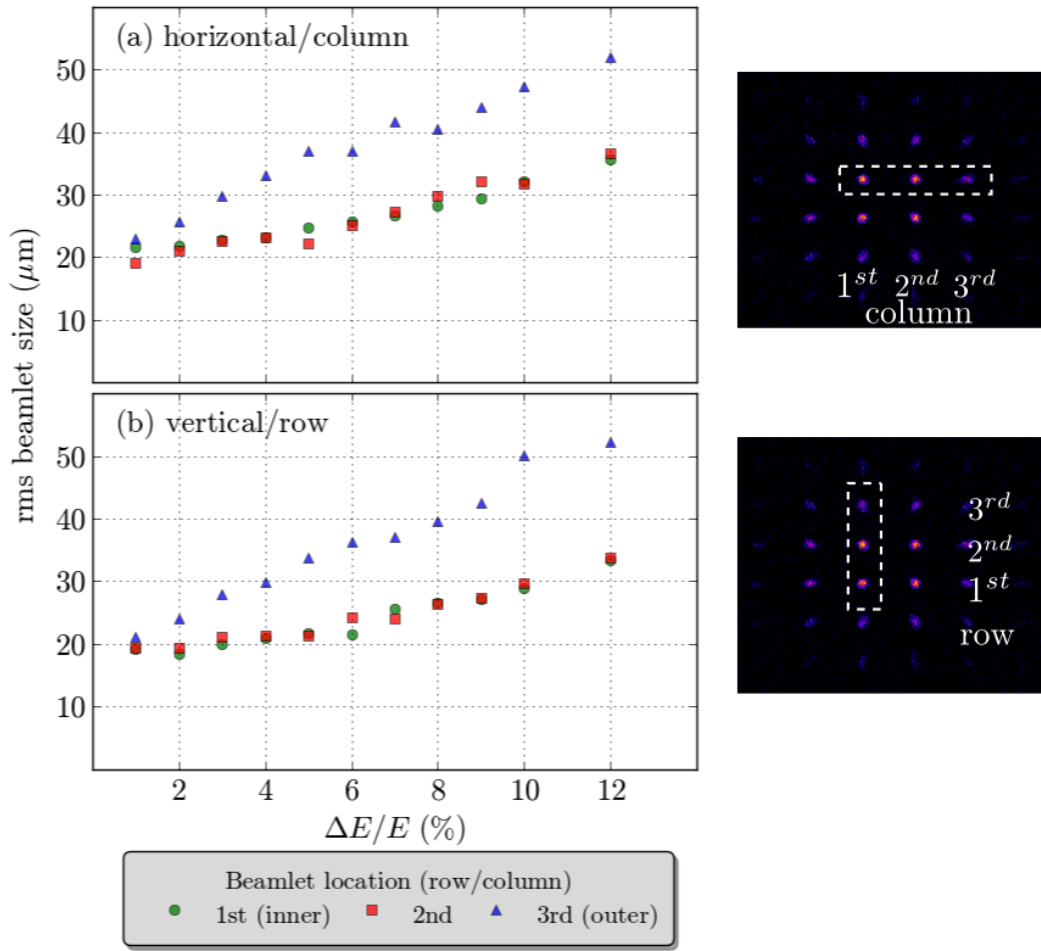 (a) horizontal/column
50
40
30
20
10
1st 2nd 3rd
column
rms beamlet size (μm)
(b) vertical/row
50
40
30
20
10
3rd
2nd
1st
row
2 4 6 8 10 12
ΔE/E (%)
Beamlet location (row/column)
1st (inner) 2nd 3rd (outer)